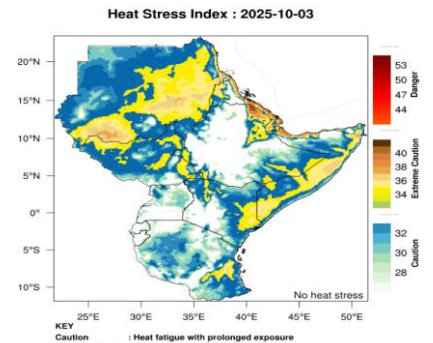 Heat Stress Index : 2025-10-03
20°N
15°N
10°N
5°N
0°
5°S
10°S
25°E 30°E 35°E 40°E 45°E 50°E
No heat stress
53
50
47
44
Danger
40
38
36
34
Extreme Caution
32
30
28
Caution
KEY
Caution : Heat fatigue with prolonged exposure